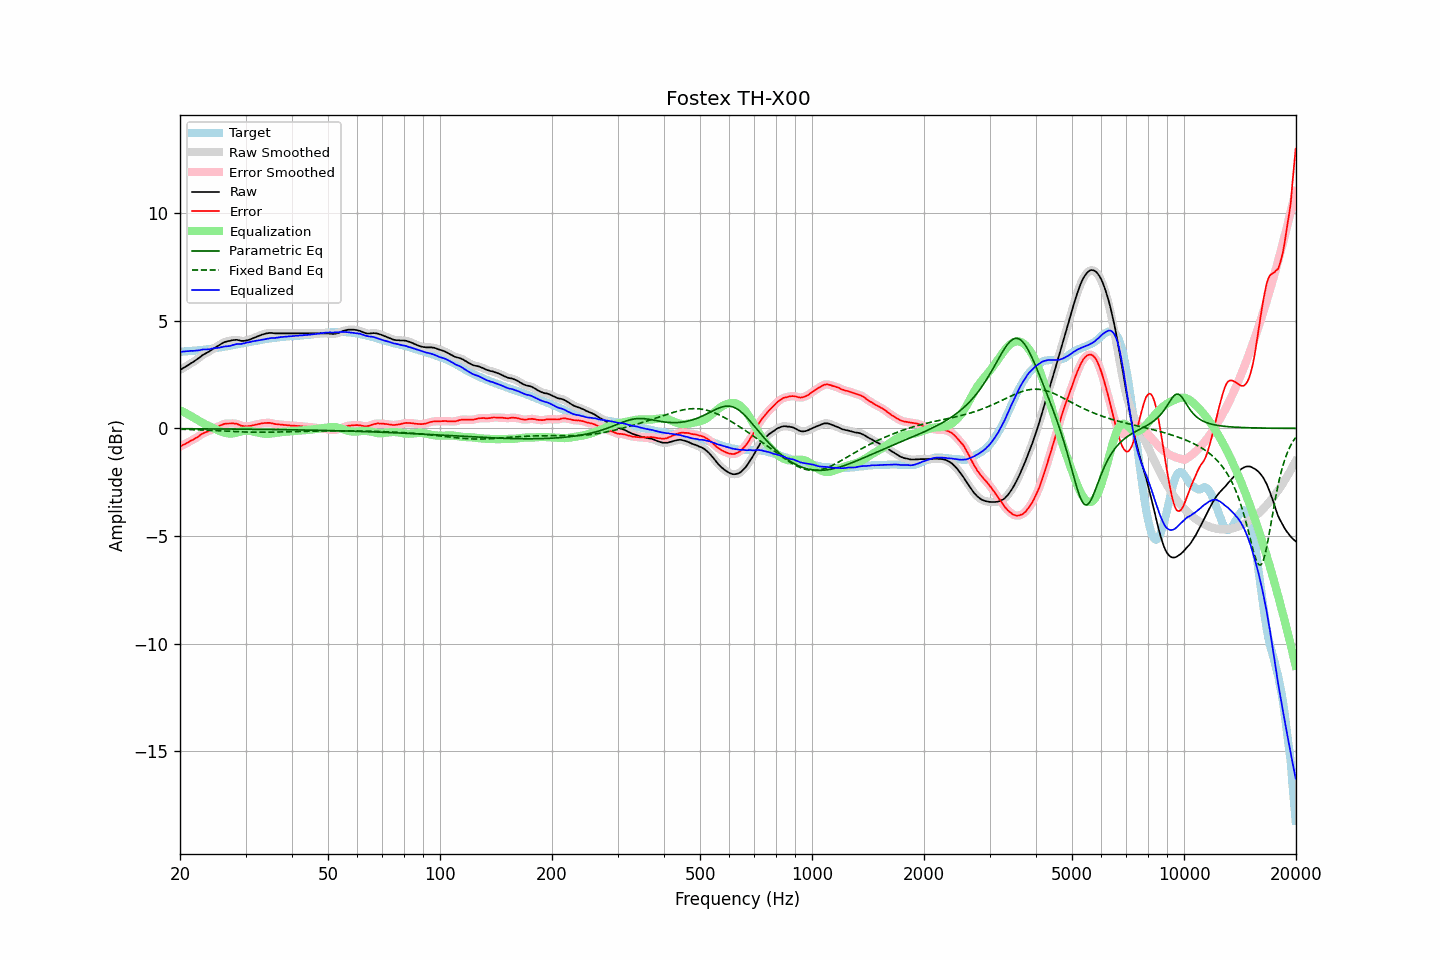 Fostex TH-X00
Target
Raw Smoothed
Error Smoothed
Raw
Error
Equalization
Parametric Eq
Fixed Band Eq
Equalized
10
5
0
−5
−10
−15
Amplitude (dBr)
20 50 100 200 500 1000 2000 5000 10000 20000
Frequency (Hz)